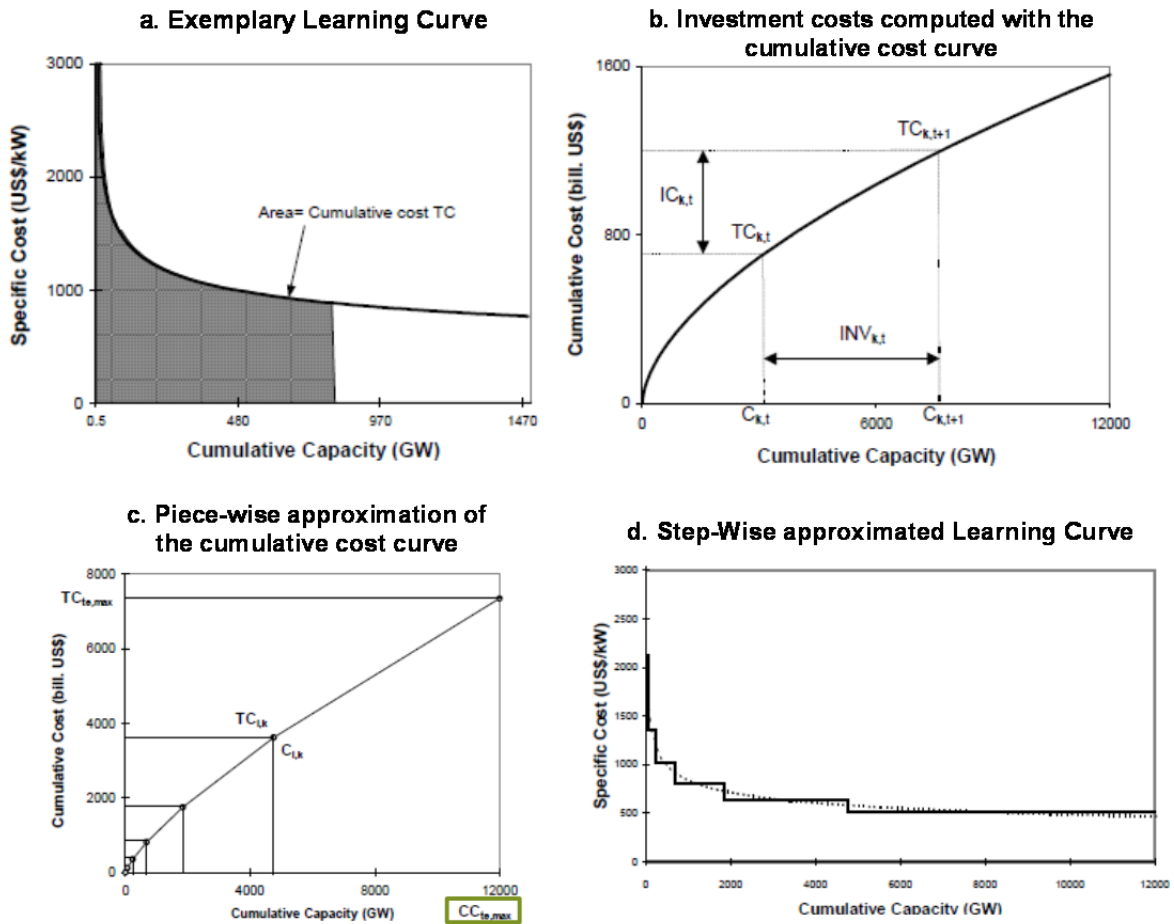 a. Exemplary Learning Curve
3000
2000
1000
0
0.5
480
970
1470
Specific Cost (US$/kW)
Area= Cumulative cost TC
Cumulative Capacity (GW)
b. Investment costs computed with the
cumulative cost curve
1600
800
0
0
6000
12000
Cumulative Cost (bill. US$)
TCk,t+1
ICk,t
TCk,t
INVk,t
Ck,t
Ck,t+1
Cumulative Capacity (GW)
c. Piece-wise approximation of
the cumulative cost curve
8000
TCte,max
6000
4000
2000
0
0
4000
8000
12000
Cumulative Cost (bill. US$)
TCi,k
Ci,k
Cumulative Capacity (GW)
CCte,max
d. Step-Wise approximated Learning Curve
3000
2500
2000
1500
1000
500
0
0
2000
4000
6000
8000
10000
12000
Specific Cost (US$/kW)
Cumulative Capacity (GW)